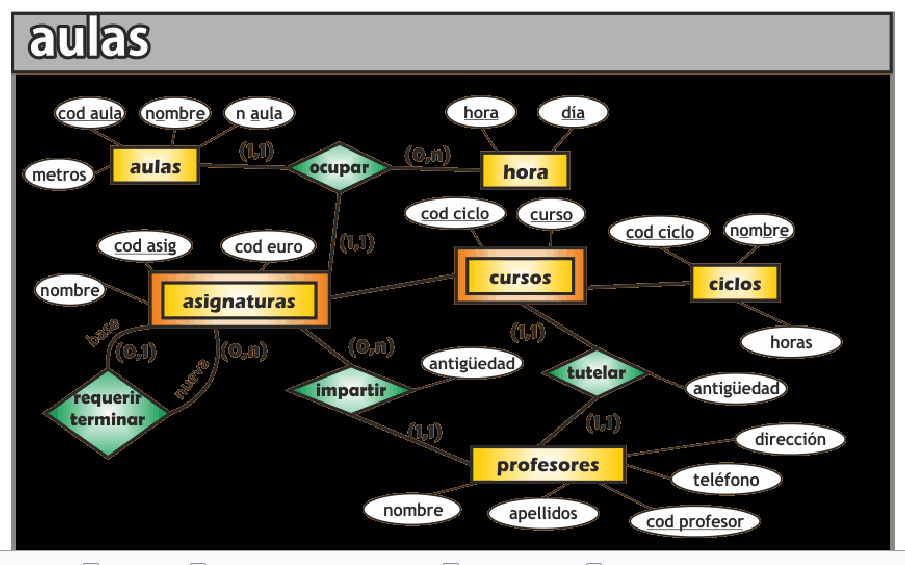 aulas
cod aula
nombre
n aula
hora
día
metros
aulas
(1,1)
ocupar
(0,n)
hora
cod ciclo
curso
cod ciclo
nombre
cod asig
cod euro
(1,1)
nombre
asignaturas
cursos
ciclos
base
(0,1)
nueva
(0,n)
(0,n)
(1,1)
horas
requerir
terminar
impartir
antigüedad
tutelar
antigüedad
(1,1)
(1,1)
profesores
dirección
teléfono
nombre
apellidos
cod profesor